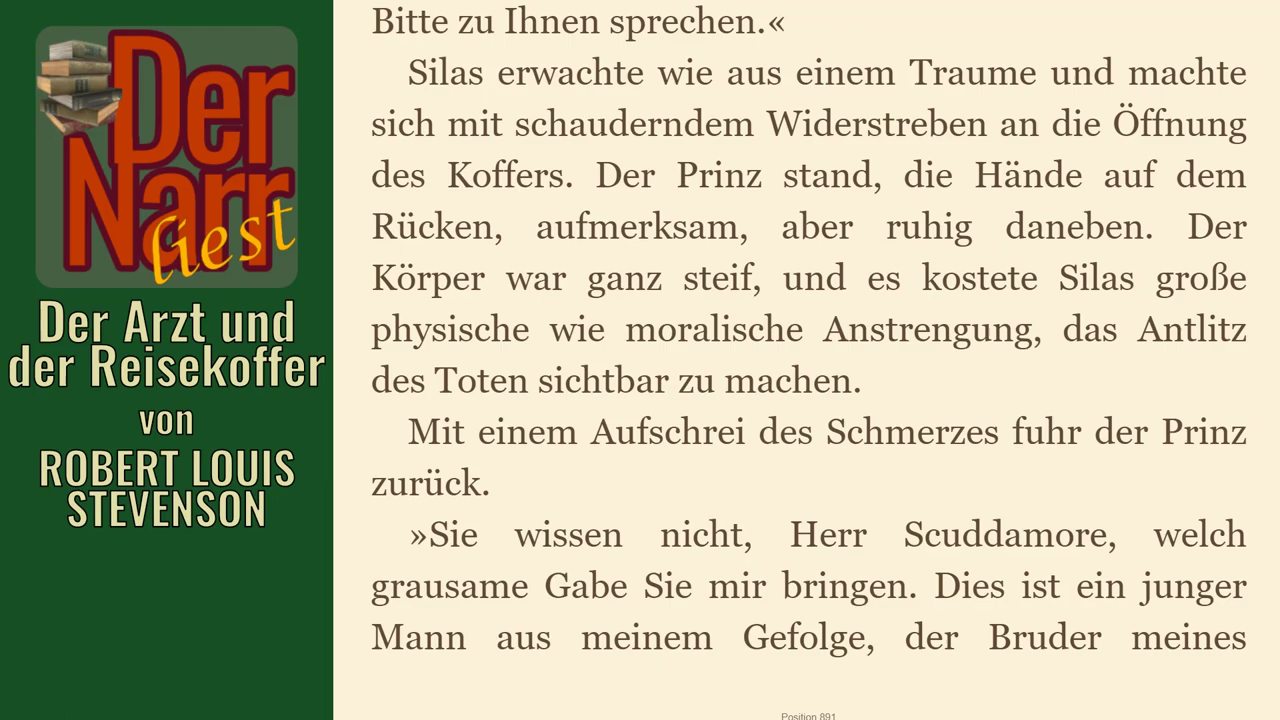 Der
Narr
liest
Der Arzt und
der Reisekoffer
von
ROBERT LOUIS
STEVENSON
Bitte zu Ihnen sprechen.«
Silas erwachte wie aus einem Traume und machte
sich mit schauderndem Widerstreben an die Öffnung
des Koffers. Der Prinz stand, die Hände auf dem
Rücken, aufmerksam, aber ruhig daneben. Der
Körper war ganz steif, und es kostete Silas große
physische wie moralische Anstrengung, das Antlitz
des Toten sichtbar zu machen.
Mit einem Aufschrei des Schmerzes fuhr der Prinz
zurück.
»Sie wissen nicht, Herr Scuddamore, welch
grausame Gabe Sie mir bringen. Dies ist ein junger
Mann aus meinem Gefolge, der Bruder meines
Position 891